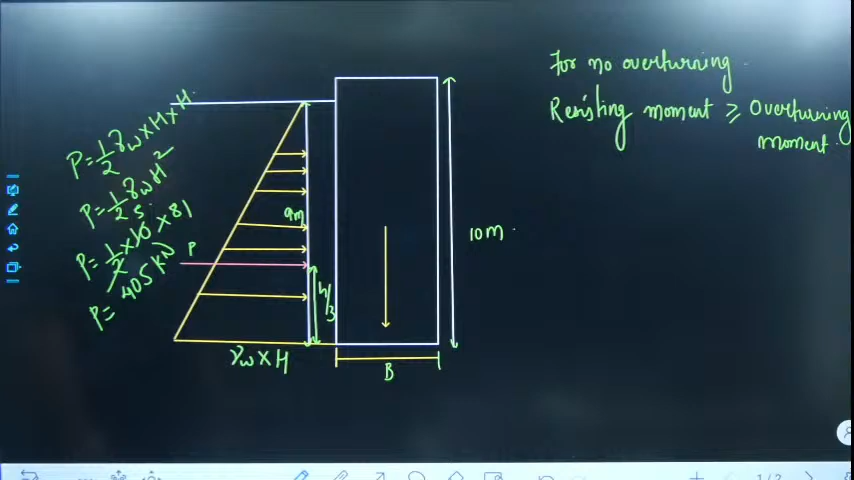 For no overturning.
Resisting moment ≥ Overturning
moment.
P = 1/2 γw x H x H
P = 1/2 γw H²
P = 1/2 x 10 x 81
5
P = 405 KN
P
9m
h/3
10m
γw x H
B